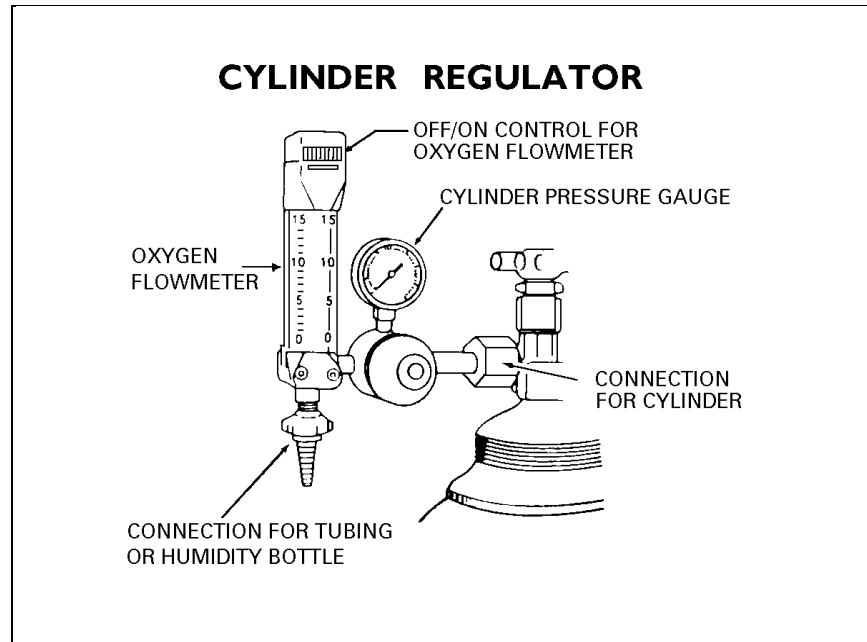 CYLINDER REGULATOR
OFF/ON CONTROL FOR
OXYGEN FLOWMETER
CYLINDER PRESSURE GAUGE
OXYGEN
FLOWMETER
15 15
10 10
5 5
0 0
CONNECTION
FOR CYLINDER
CONNECTION FOR TUBING
OR HUMIDITY BOTTLE